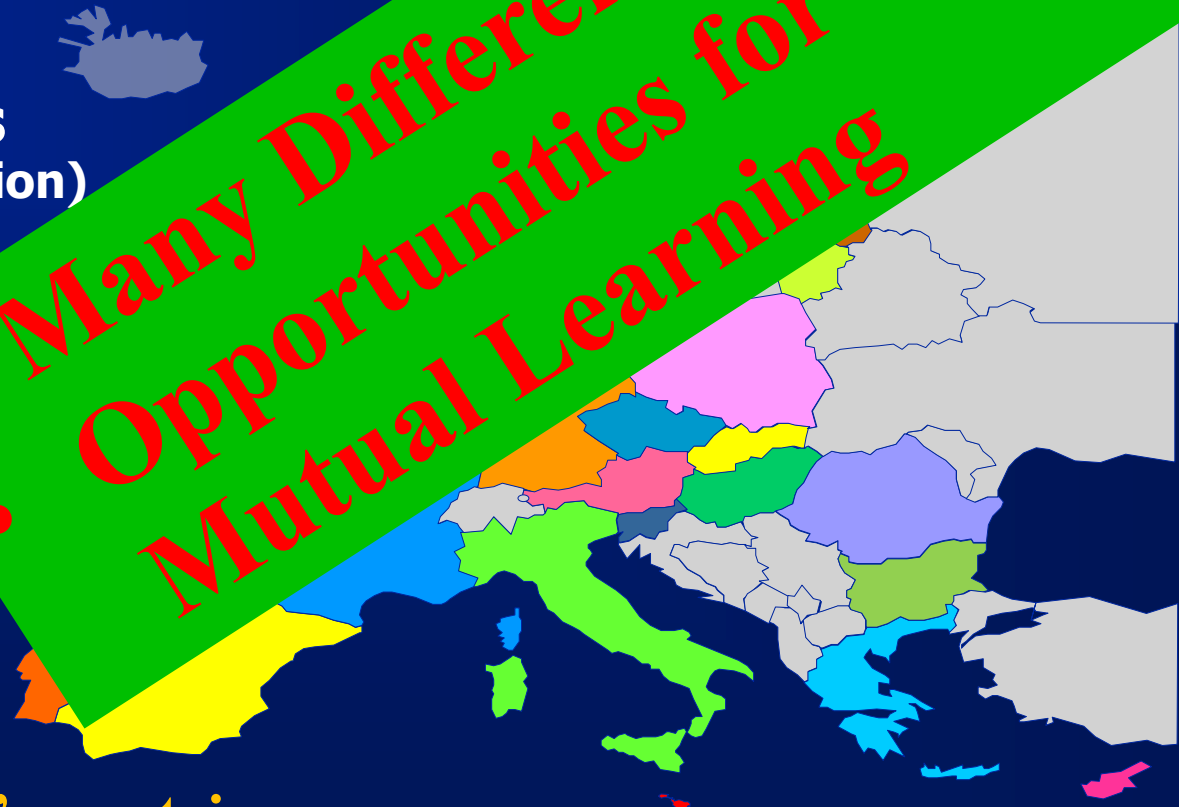 s
ion)
Many Differe
Opportunities for
Mutual Learning